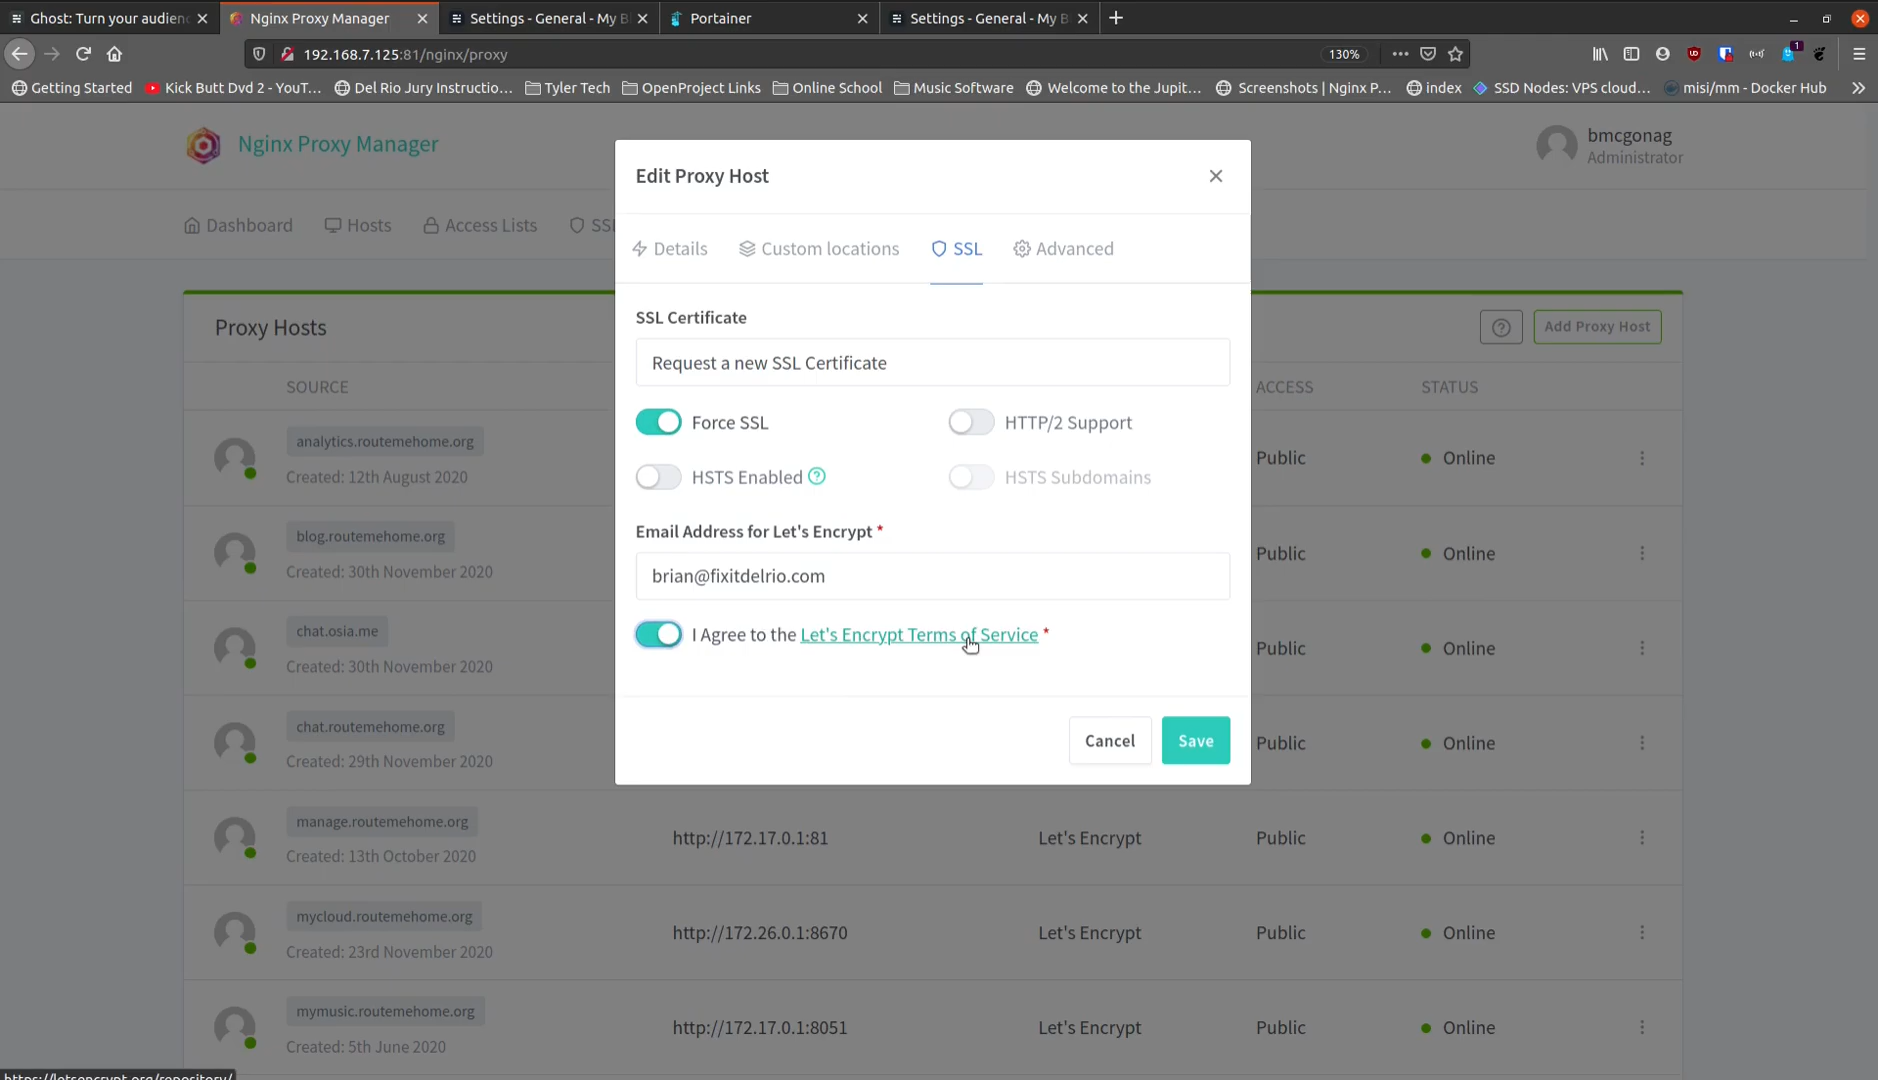 Ghost: Turn your audien
Nginx Proxy Manager
Settings - General - My B
Portainer
Settings - General - My B
192.168.7.125:81/nginx/proxy
130%
1
Getting Started
Kick Butt Dvd 2 - YouT...
Del Rio Jury Instructio...
Tyler Tech
OpenProject Links
Online School
Music Software
Welcome to the Jupit...
Screenshots | Nginx P...
index
SSD Nodes: VPS cloud...
misi/mm - Docker Hub
Nginx Proxy Manager
bmcgonag
Administrator
Dashboard
Hosts
Access Lists
SSL
Edit Proxy Host
Details
Custom locations
SSL
Advanced
SSL Certificate
Request a new SSL Certificate
Force SSL
HTTP/2 Support
HSTS Enabled
HSTS Subdomains
Email Address for Let's Encrypt *
brian@fixitdelrio.com
I Agree to the Let's Encrypt Terms of Service *
Cancel
Save
Proxy Hosts
Add Proxy Host
SOURCE
ACCESS
STATUS
analytics.routemehome.org
Created: 12th August 2020
Public
Online
blog.routemehome.org
Created: 30th November 2020
Public
Online
chat.osia.me
Created: 30th November 2020
Public
Online
chat.routemehome.org
Created: 29th November 2020
Public
Online
manage.routemehome.org
Created: 13th October 2020
http://172.17.0.1:81
Let's Encrypt
Public
Online
mycloud.routemehome.org
Created: 23rd November 2020
http://172.26.0.1:8670
Let's Encrypt
Public
Online
mymusic.routemehome.org
Created: 5th June 2020
http://172.17.0.1:8051
Let's Encrypt
Public
Online
https://letsencrypt.org/repository/